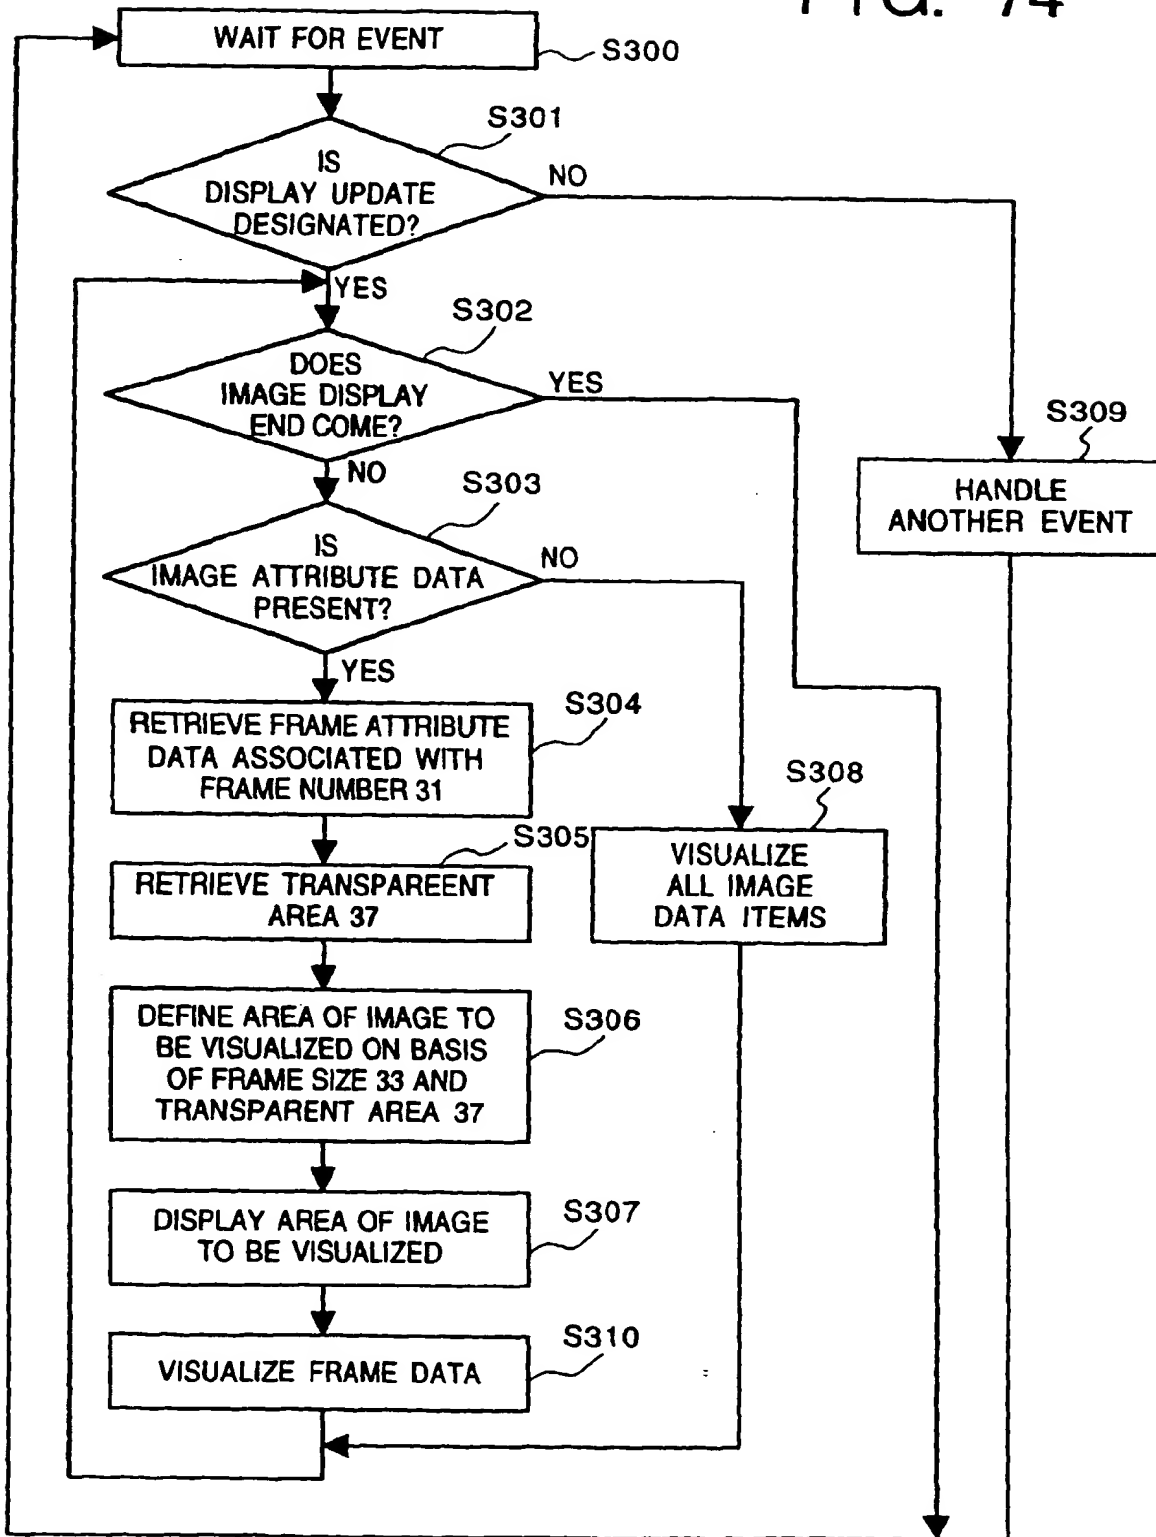 FIG. 74
WAIT FOR EVENT
S300
S301
IS
DISPLAY UPDATE
DESIGNATED?
NO
YES
S302
DOES
IMAGE DISPLAY
END COME?
YES
NO
S303
IS
IMAGE ATTRIBUTE DATA
PRESENT?
NO
YES
S309
HANDLE
ANOTHER EVENT
S304
RETRIEVE FRAME ATTRIBUTE
DATA ASSOCIATED WITH
FRAME NUMBER 31
S308
VISUALIZE
ALL IMAGE
DATA ITEMS
S305
RETRIEVE TRANSPAREENT
AREA 37
S306
DEFINE AREA OF IMAGE TO
BE VISUALIZED ON BASIS
OF FRAME SIZE 33 AND
TRANSPARENT AREA 37
S307
DISPLAY AREA OF IMAGE
TO BE VISUALIZED
S310
VISUALIZE FRAME DATA